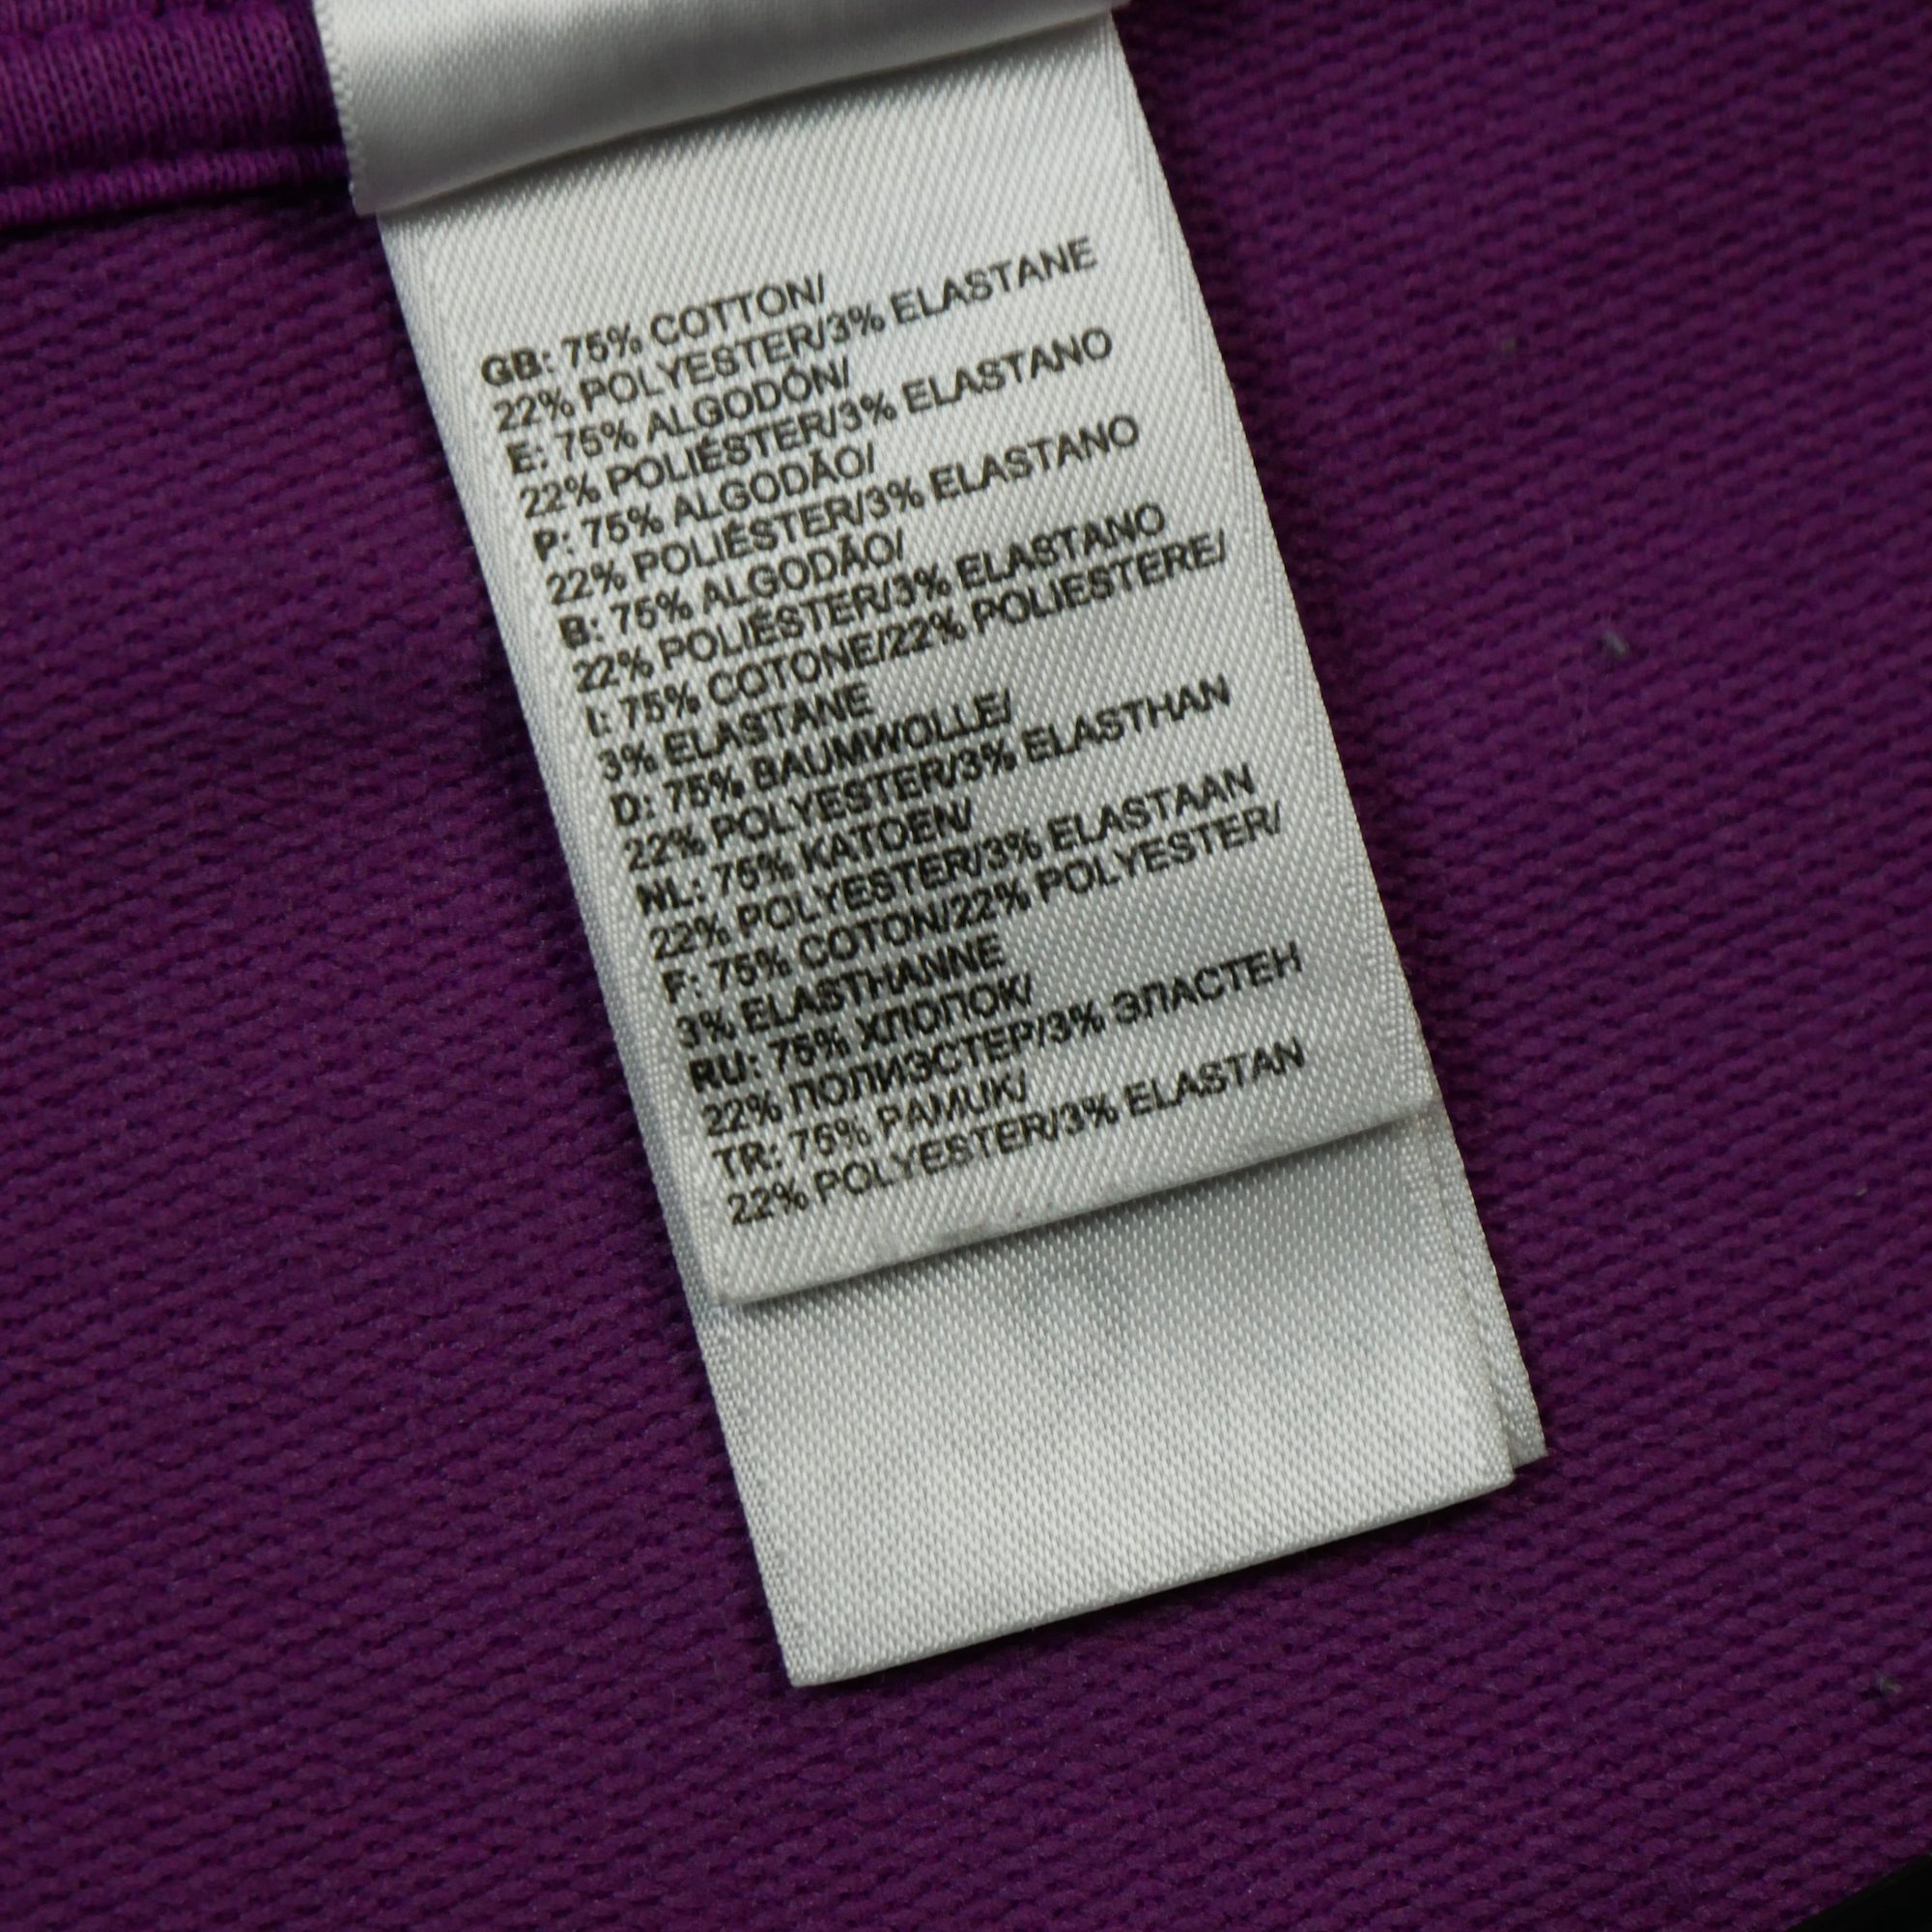 GB: 75% COTTON/
22% POLYESTER/3% ELASTANE
E: 75% ALGODÓN/
22% POLIÉSTER/3% ELASTANO
P: 75% ALGODÃO/
22% POLIÉSTER/3% ELASTANO
B: 75% ALGODÃO/
22% POLIÉSTER/3% ELASTANO
I: 75% COTONE/22% POLIESTERE/
3% ELASTANE
D: 75% BAUMWOLLE/
22% POLYESTER/3% ELASTHAN
NL: 75% KATOEN/
22% POLYESTER/3% ELASTAAN
F: 75% COTON/22% POLYESTER/
3% ELASTHANNE
RU: 75% ХЛОПОК/
22% ПОЛИЭСТЕР/3% ЭЛАСТЕН
TR: 75% PAMUK/
22% POLYESTER/3% ELASTAN